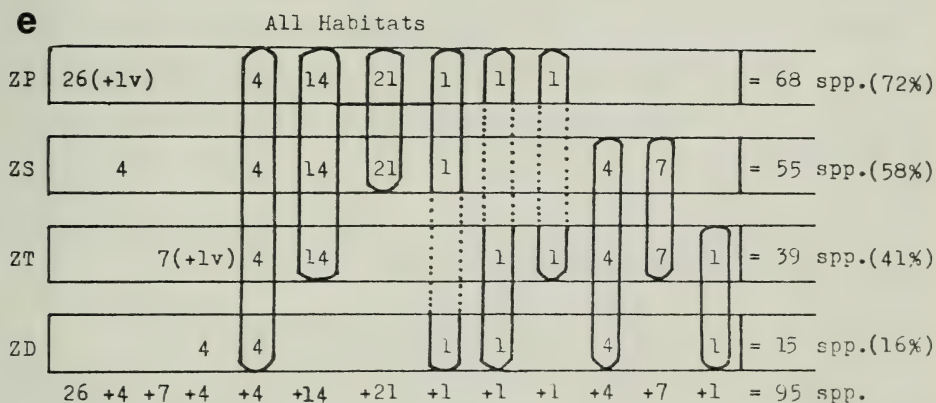 e
All Habitats
ZP 26(+1v) 4 14 21 1 1 1 = 68 spp.(72%)
ZS 4 4 14 21 1 4 7 = 55 spp.(58%)
ZT 7(+1v) 4 14 1 1 4 7 1 = 39 spp.(41%)
ZD 4 4 1 1 4 1 = 15 spp.(16%)
26 +4 +7 +4 +4 +14 +21 +1 +1 +1 +4 +7 +1 = 95 spp.